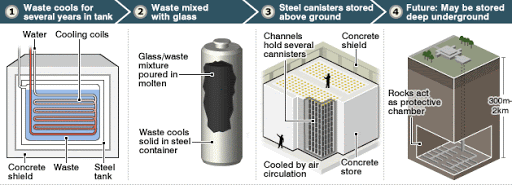 1 Waste cools for
several years in tank
Water
Cooling coils
Concrete
shield
Waste
Steel
tank
2 Waste mixed
with glass
Glass/waste
mixture
poured in
molten
Waste cools
solid in steel
container
3 Steel canisters stored
above ground
Channels
hold several
cannisters
Concrete
shield
Cooled by air
circulation
Concrete
store
4 Future: May be stored
deep underground
Rocks act
as protective
chamber
300m-
2km